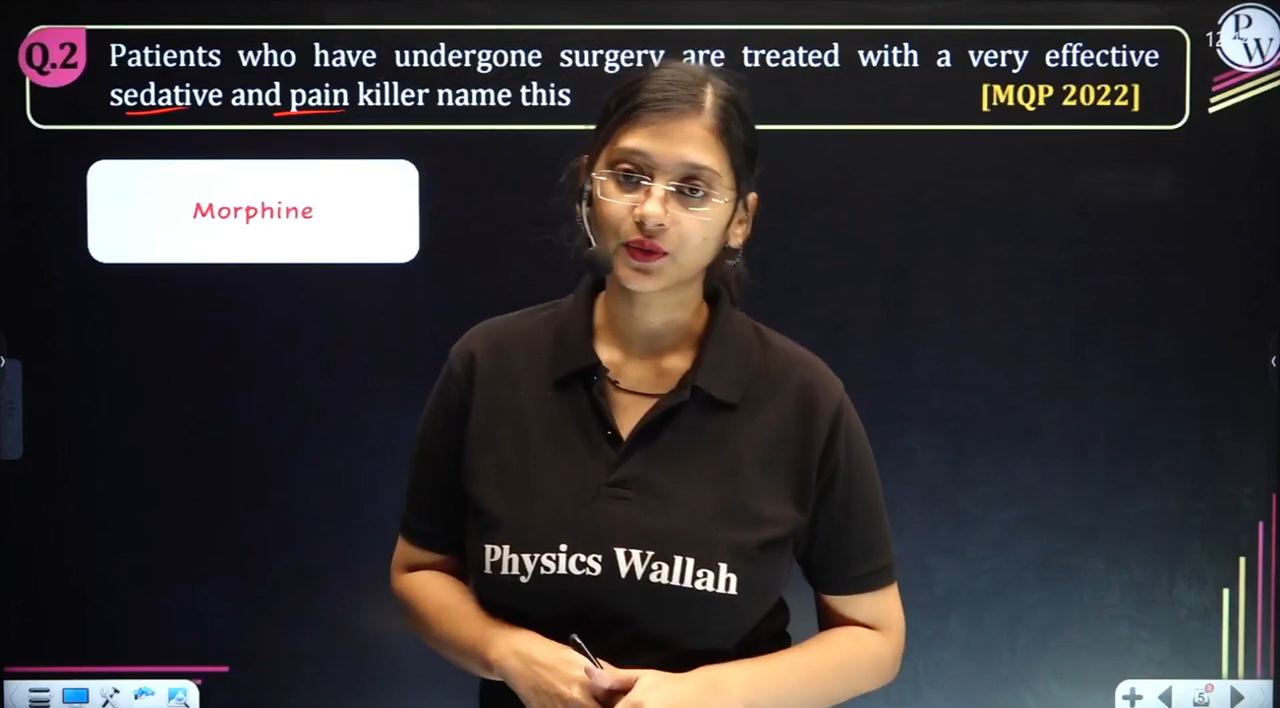 Q.2
Patients who have undergone surgery are treated with a very effective
sedative and pain killer name this
[MQP 2022]
P
W
Morphine
Physics Wallah
5